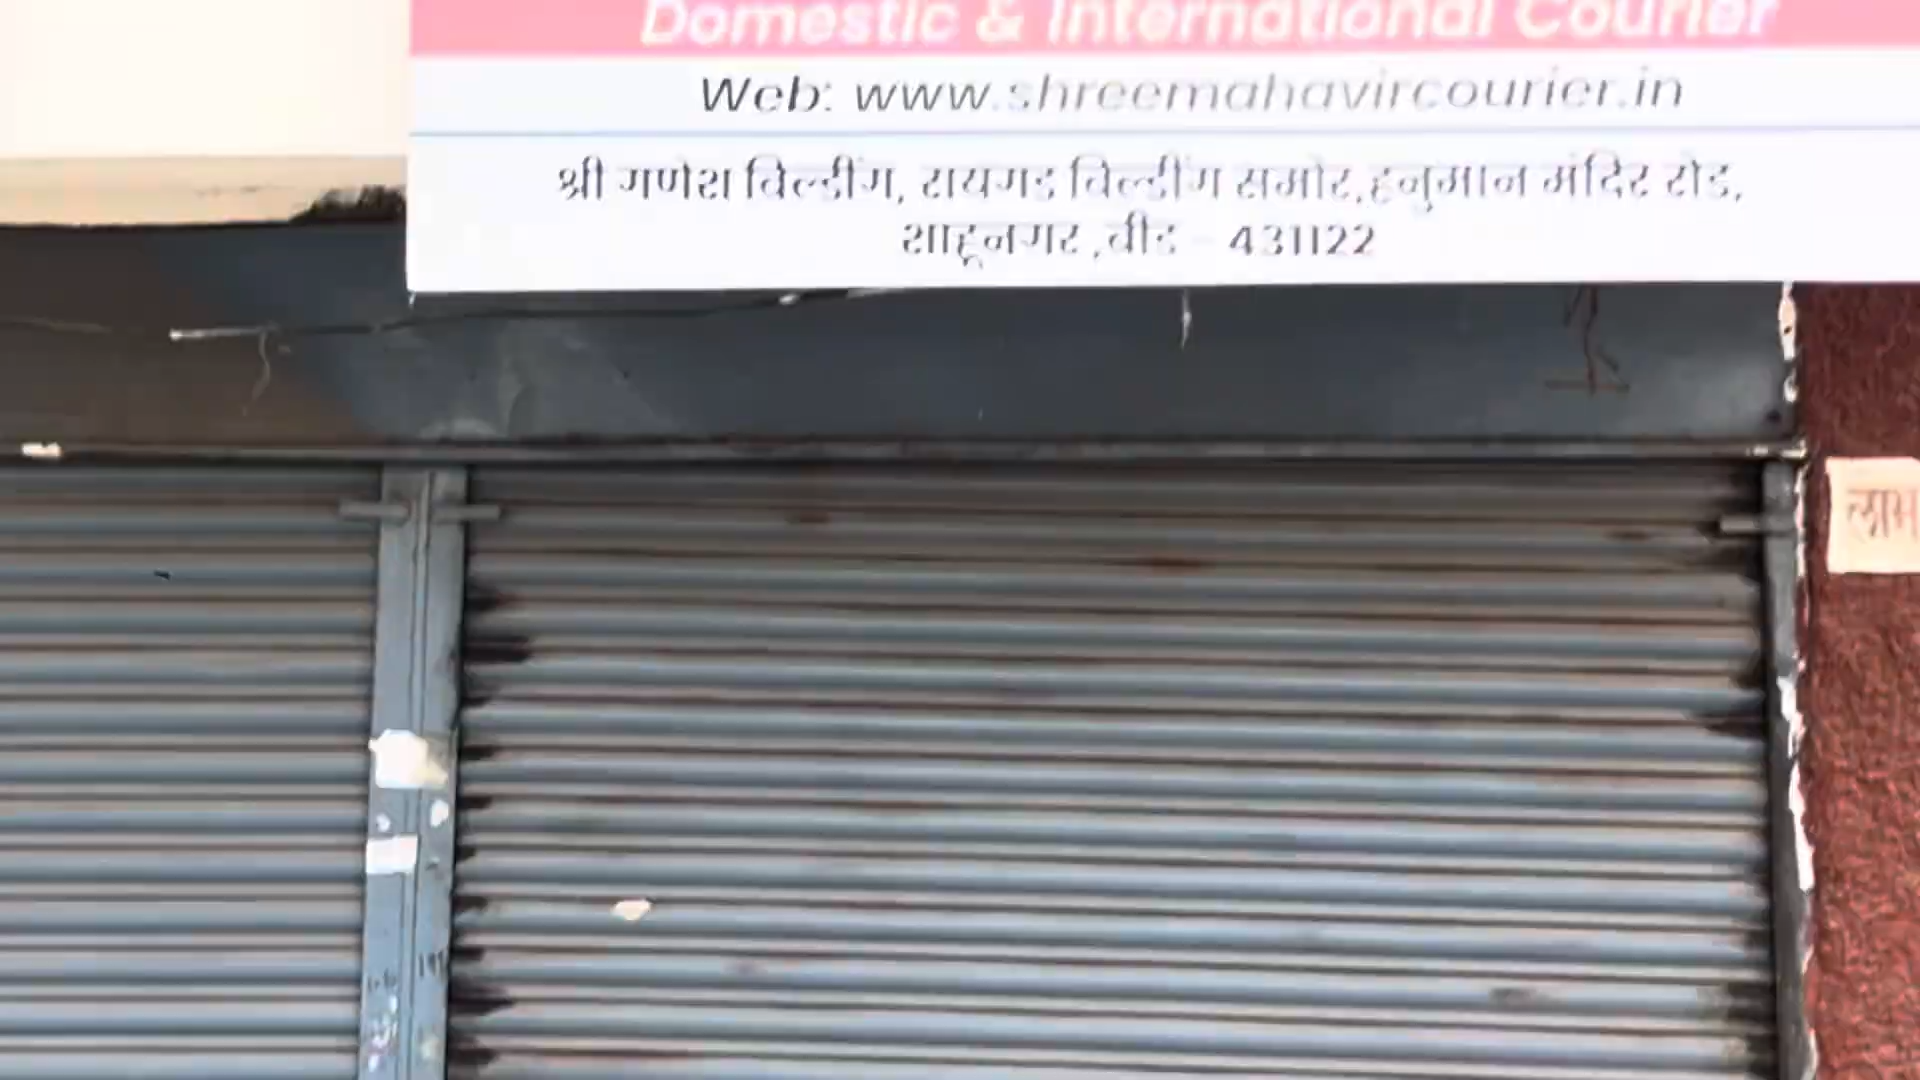 Domestic & International Courier
Web: www.shreemahavircourier.in
श्री गणेश बिल्डींग, रायगड बिल्डींग समोर,हनुमान मंदिर रोड,
शाहूनगर ,बीड - 431122
लाभ